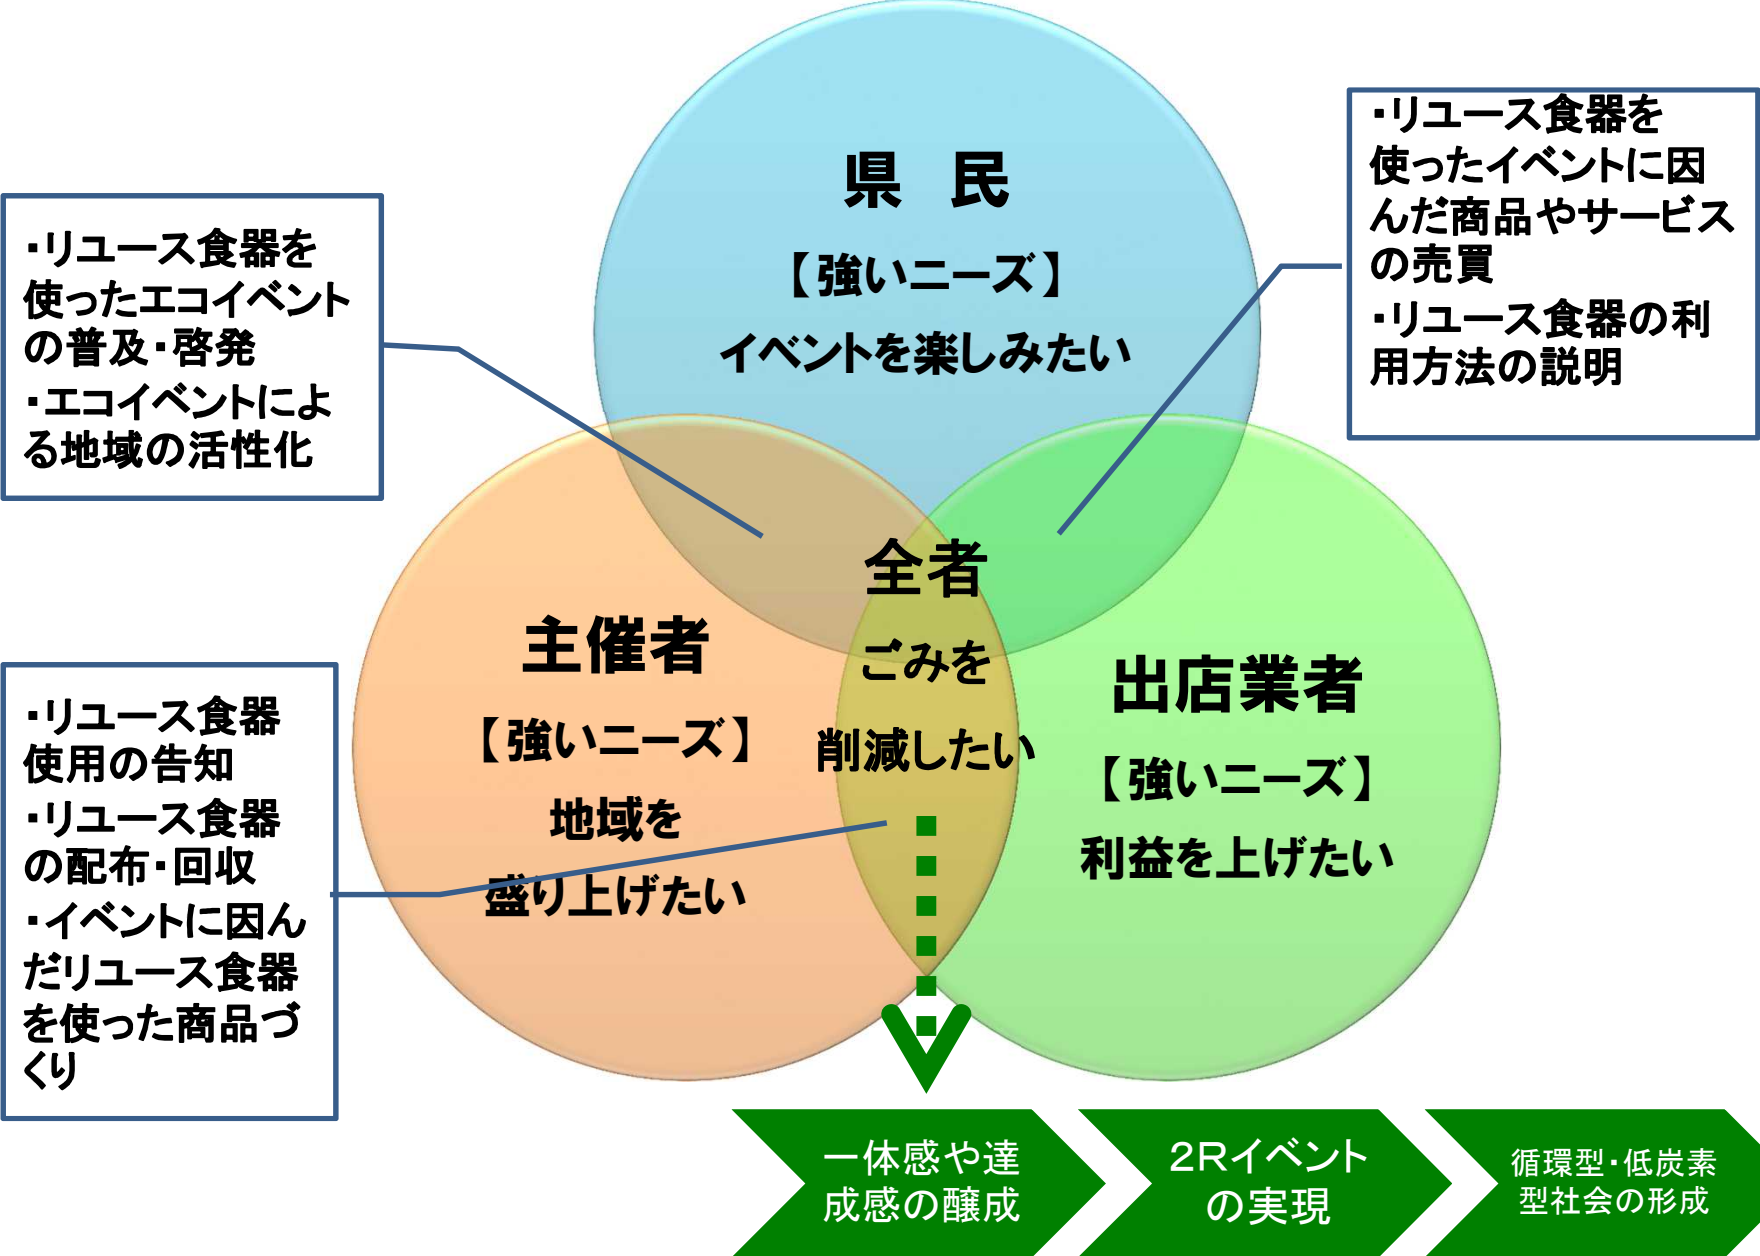 県 民
【強いニーズ】
イベントを楽しみたい
・リユース食器を
使ったイベントに因
んだ商品やサービス
の売買
・リユース食器の利
用方法の説明
・リユース食器を
使ったエコイベント
の普及・啓発
・エコイベントによ
る地域の活性化
全者
ごみを
削減したい
主催者
【強いニーズ】
地域を
盛り上げたい
出店業者
【強いニーズ】
利益を上げたい
・リユース食器
使用の告知
・リユース食器
の配布・回収
・イベントに因ん
だリユース食器
を使った商品づ
くり
一体感や達
成感の醸成
2Rイベント
の実現
循環型・低炭素
型社会の形成